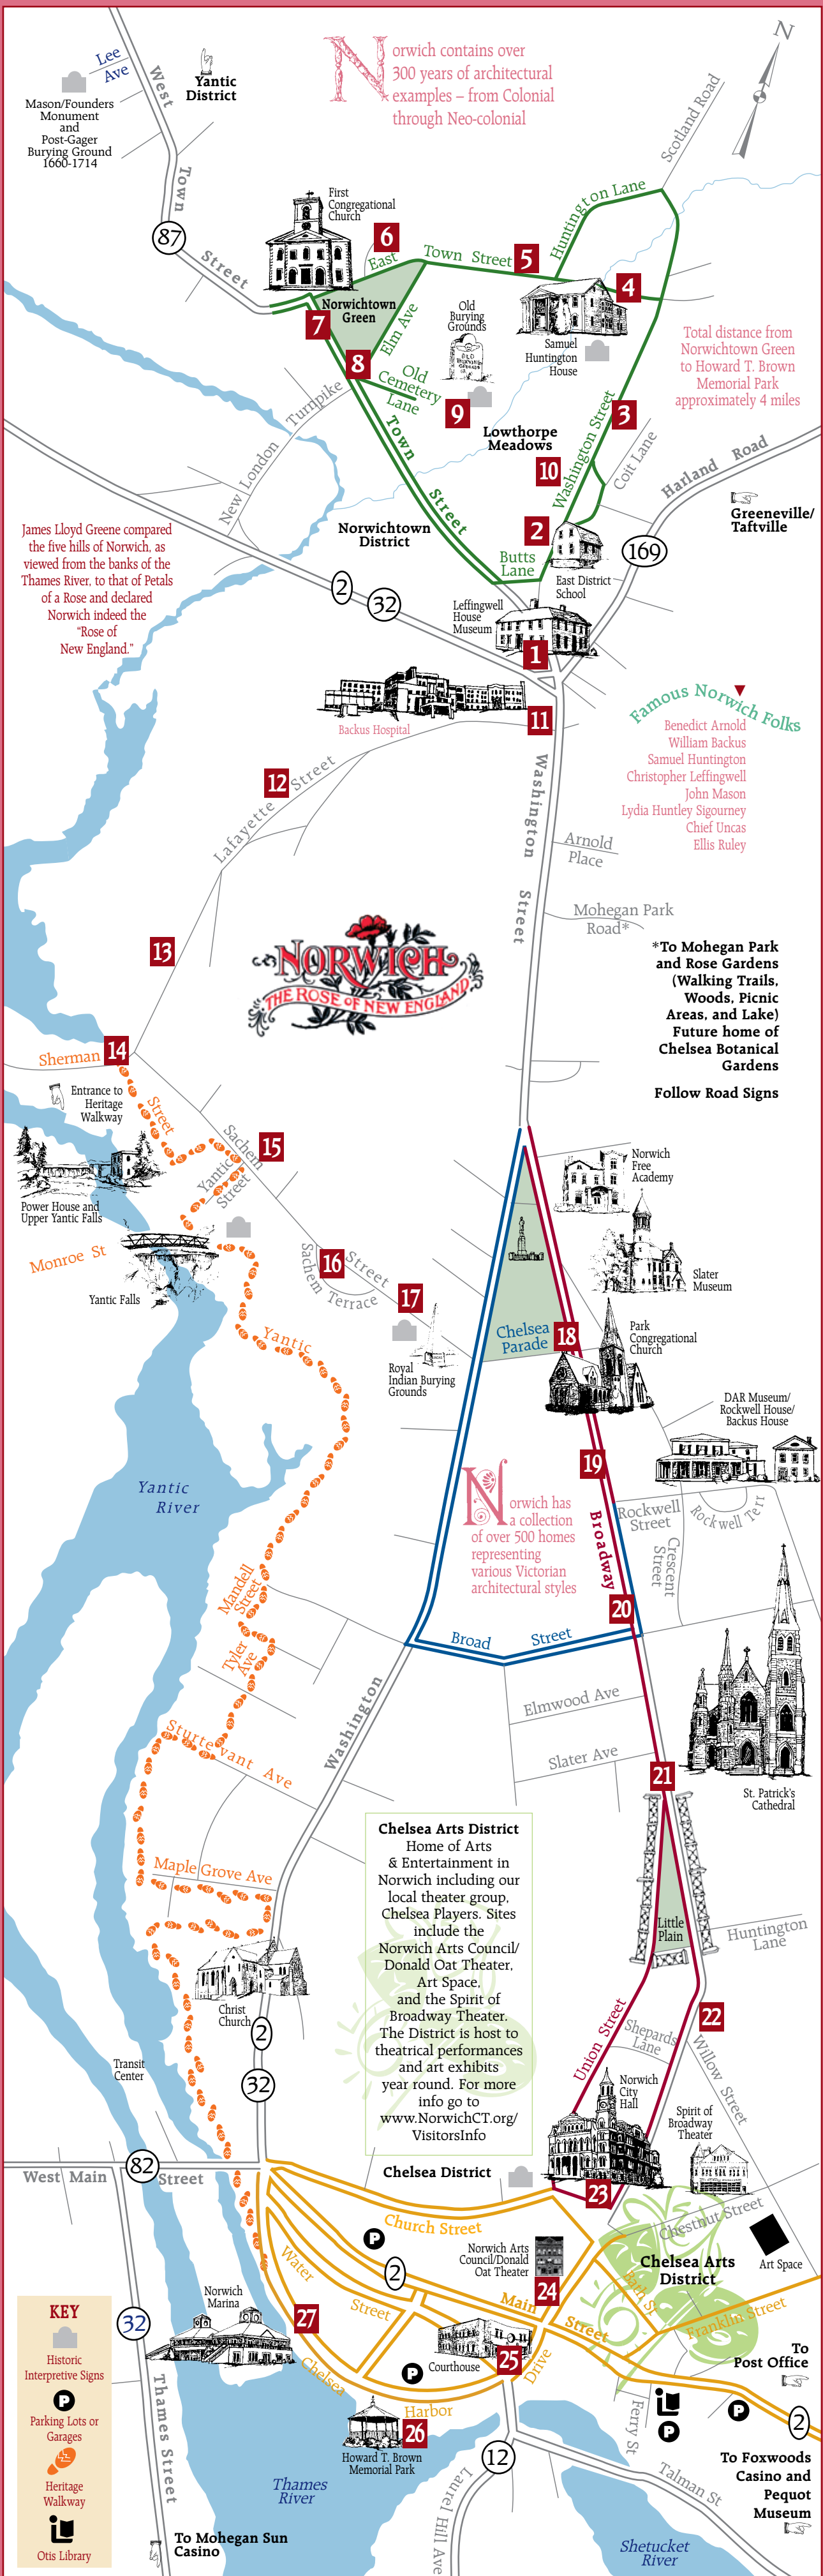 Norwich contains over
300 years of architectural
examples – from Colonial
through Neo-colonial
N
Lee
Ave
Yantic
District
Mason/Founders
Monument
and
Post-Gager
Burying Ground
1660-1714
West
Town
Street
87
Scotland Road
First
Congregational
Church
6
East
Town Street
5
Huntington Lane
4
Norwichtown
Green
7
Elm Ave
Old
Burying
Grounds
OLD
BURYING
GROUNDS
Samuel
Huntington
House
Total distance from
Norwichtown Green
to Howard T. Brown
Memorial Park
approximately 4 miles
8
Old
Cemetery
Lane
9
3
New London Turnpike
Town
Street
Lowthorpe
Meadows
10
Washington Street
Coit Lane
Harland Road
Greeneville/
Taftville
James Lloyd Greene compared
the five hills of Norwich, as
viewed from the banks of the
Thames River, to that of Petals
of a Rose and declared
Norwich indeed the
"Rose of
New England."
Norwichtown
District
2
169
Butts
Lane
East District
School
2
32
Leffingwell
House
Museum
1
Backus Hospital
11
Famous Norwich Folks
Benedict Arnold
William Backus
Samuel Huntington
Christopher Leffingwell
John Mason
Lydia Huntley Sigourney
Chief Uncas
Ellis Ruley
12
Lafayette Street
Washington
Street
Arnold
Place
Mohegan Park
Road*
13
NORWICH
THE ROSE OF NEW ENGLAND
*To Mohegan Park
and Rose Gardens
(Walking Trails,
Woods, Picnic
Areas, and Lake)
Future home of
Chelsea Botanical
Gardens
Follow Road Signs
Sherman
14
Street
Entrance to
Heritage
Walkway
15
Sachem
Street
Yantic
Street
Power House and
Upper Yantic Falls
Norwich
Free
Academy
Monroe St
Yantic Falls
16
Sachem Terrace
17
Slater
Museum
Yantic
Royal
Indian Burying
Grounds
Chelsea
Parade
18
Park
Congregational
Church
DAR Museum/
Rockwell House/
Backus House
Yantic
River
19
Norwich has
a collection
of over 500 homes
representing
various Victorian
architectural styles
Broadway
Rockwell
Street
Rockwell Terr
Crescent
Street
Mandell
Street
20
Broad Street
Tyler
Ave
Washington
Elmwood Ave
Sturtevant Ave
Slater Ave
21
St. Patrick's
Cathedral
Maple Grove Ave
Chelsea Arts District
Home of Arts
& Entertainment in
Norwich including our
local theater group,
Chelsea Players. Sites
include the
Norwich Arts Council/
Donald Oat Theater,
Art Space,
and the Spirit of
Broadway Theater.
The District is host to
theatrical performances
and art exhibits
year round. For more
info go to
www.NorwichCT.org/
VisitorsInfo
Little
Plain
Huntington
Lane
Christ
Church
2
32
22
Union Street
Shepards
Lane
Willow Street
Transit
Center
Norwich
City
Hall
Spirit of
Broadway
Theater
82
West Main Street
Chelsea District
23
Church Street
Chestnut Street
Norwich Arts
Council/Donald
Oat Theater
Chelsea Arts
District
Art Space
P
2
Water
Street
24
Main
Street
Bath St
Franklin Street
Norwich
Marina
32
27
Chelsea
Harbor
Drive
Courthouse
25
To
Post Office
P
26
Howard T. Brown
Memorial Park
Ferry St
P
P
2
12
KEY
Historic
Interpretive Signs
P
Parking Lots or
Garages
Heritage
Walkway
Otis Library
Thames Street
Thames
River
Laurel Hill Ave
Talman St
To Foxwoods
Casino and
Pequot
Museum
To Mohegan Sun
Casino
Shetucket
River